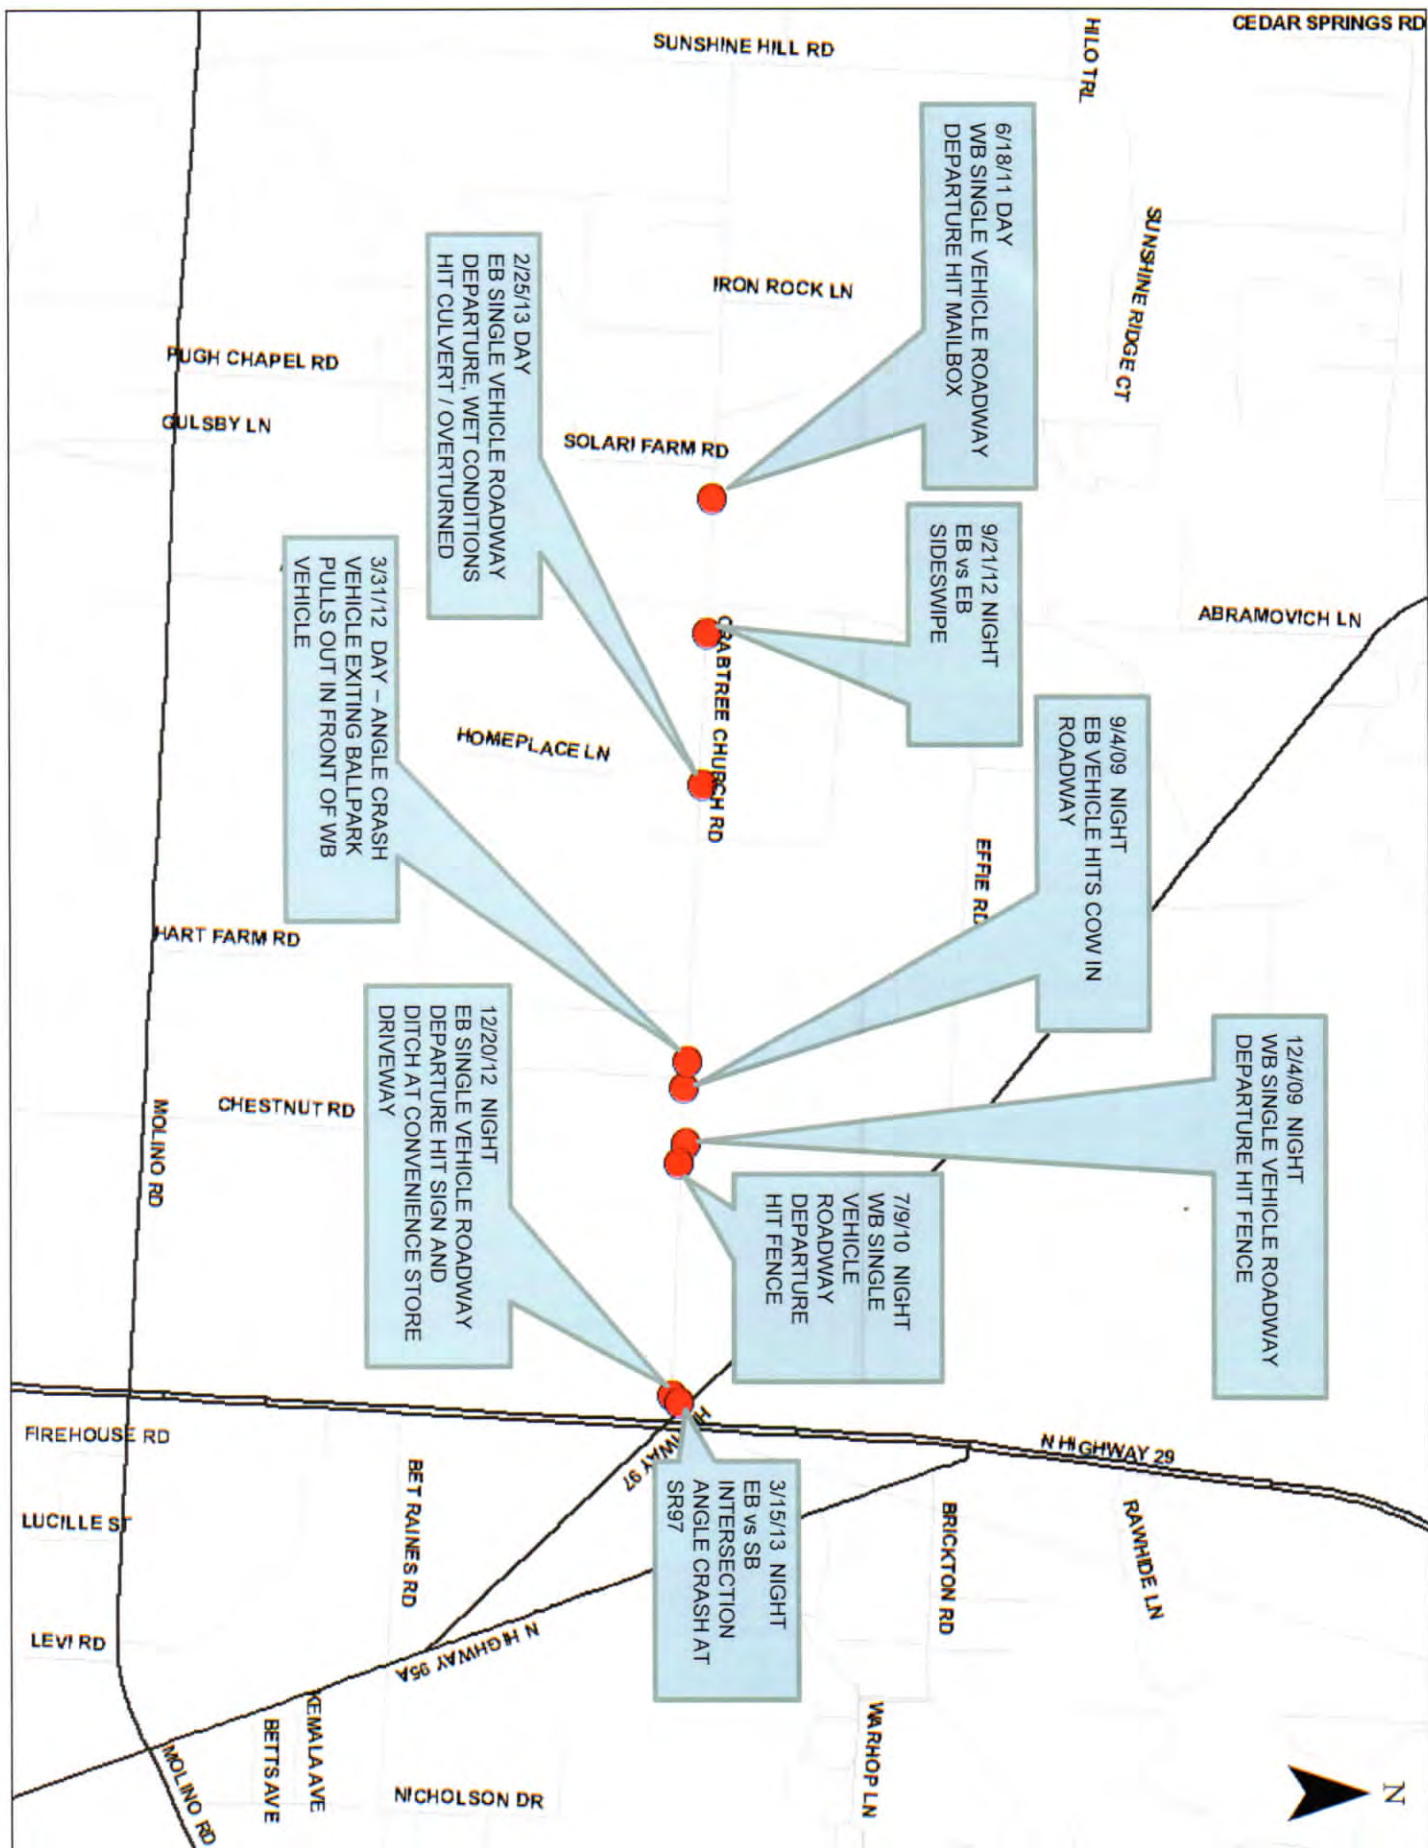 CEDAR SPRINGS RD
SUNSHINE HILL RD
HILO TRL
SUNSHINE RIDGE CT
6/18/11 DAY
WB SINGLE VEHICLE ROADWAY
DEPARTURE HIT MAILBOX
IRON ROCK LN
2/25/13 DAY
EB SINGLE VEHICLE ROADWAY
DEPARTURE, WET CONDITIONS
HIT CULVERT / OVERTURNED
PUGH CHAPEL RD
GULSBY LN
SOLARI FARM RD
9/21/12 NIGHT
EB vs EB
SIDESWIPE
ABRAMOVICH LN
3/31/12 DAY – ANGLE CRASH
VEHICLE EXITING BALLPARK
PULLS OUT IN FRONT OF WB
VEHICLE
CRABTREE CHURCH RD
HOMEPLACE LN
9/4/09 NIGHT
EB VEHICLE HITS COW IN
ROADWAY
EFFIE RD
HART FARM RD
12/20/12 NIGHT
EB SINGLE VEHICLE ROADWAY
DEPARTURE HIT SIGN AND
DITCH AT CONVENIENCE STORE
DRIVEWAY
12/4/09 NIGHT
WB SINGLE VEHICLE ROADWAY
DEPARTURE HIT FENCE
CHESTNUT RD
MOLINO RD
7/9/10 NIGHT
WB SINGLE
VEHICLE
ROADWAY
DEPARTURE
HIT FENCE
FIREHOUSE RD
N HIGHWAY 29
WAY 97
BET RAINES RD
3/15/13 NIGHT
EB vs SB
INTERSECTION
ANGLE CRASH AT
SR97
LUCILLE ST
BRICKTON RD
RAWHIDE LN
LEVI RD
N HIGHWAY 95A
KEMALA AVE
BETTS AVE
WARHOP LN
MOLINO RD
NICHOLSON DR
N